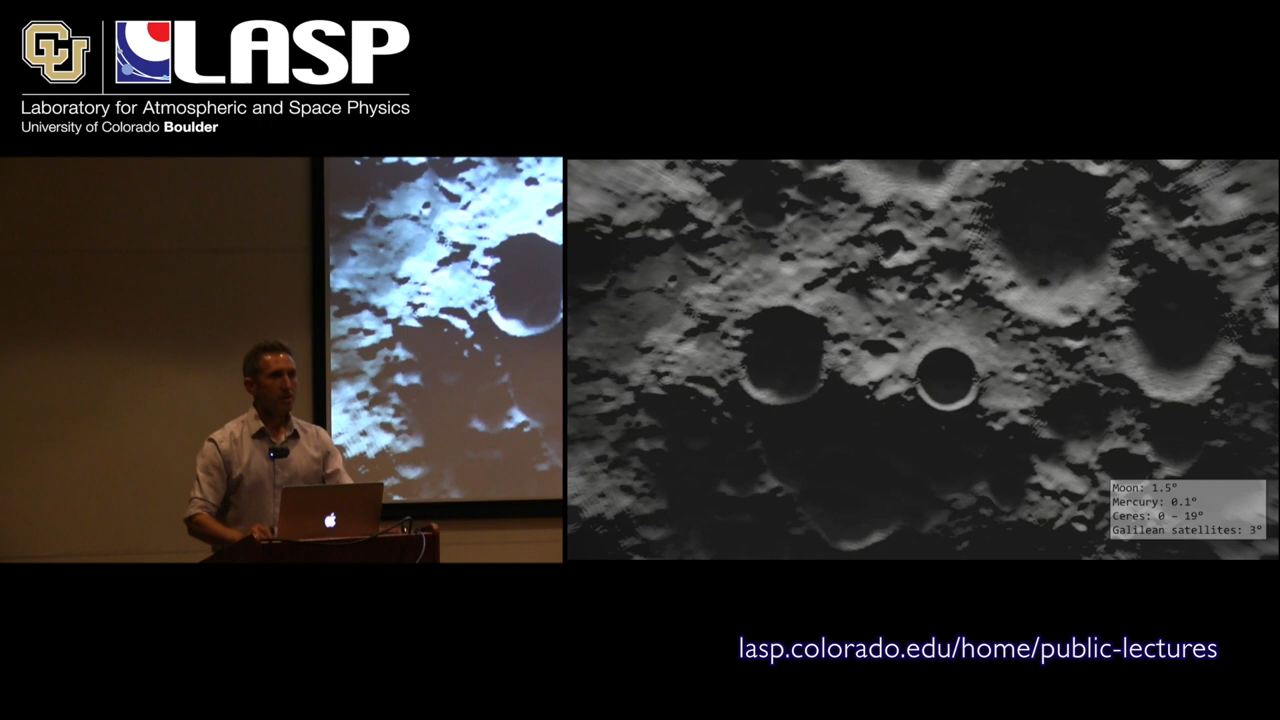 CU
LASP
Laboratory for Atmospheric and Space Physics
University of Colorado Boulder
Moon: 1.5°
Mercury: 0.1°
Ceres: 0 – 19°
Galilean satellites: 3°
lasp.colorado.edu/home/public-lectures